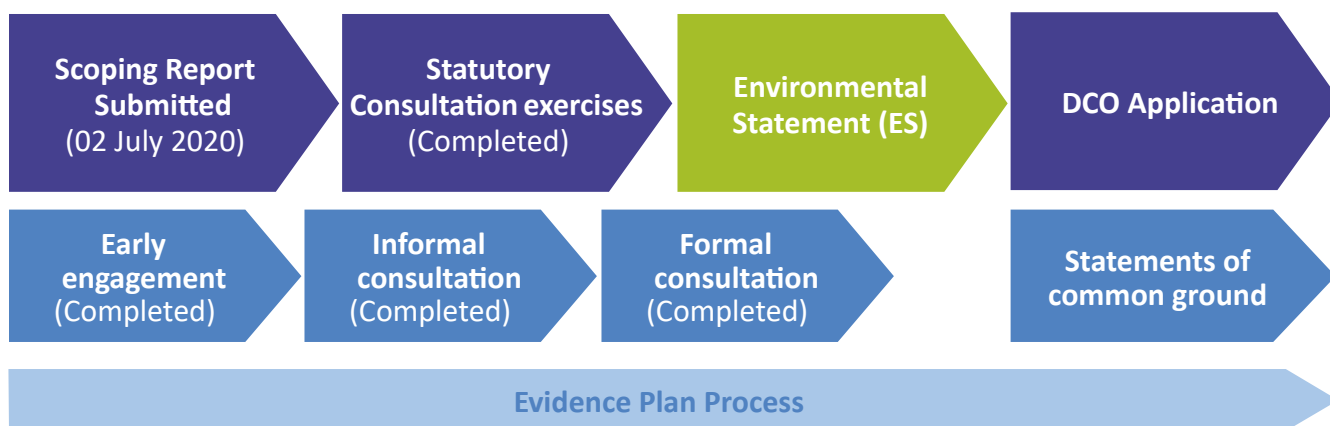 Scoping Report
Submitted
(02 July 2020)
Statutory
Consultation exercises
(Completed)
Environmental
Statement (ES)
DCO Application
Early
engagement
(Completed)
Informal
consultation
(Completed)
Formal
consultation
(Completed)
Statements of
common ground
Evidence Plan Process